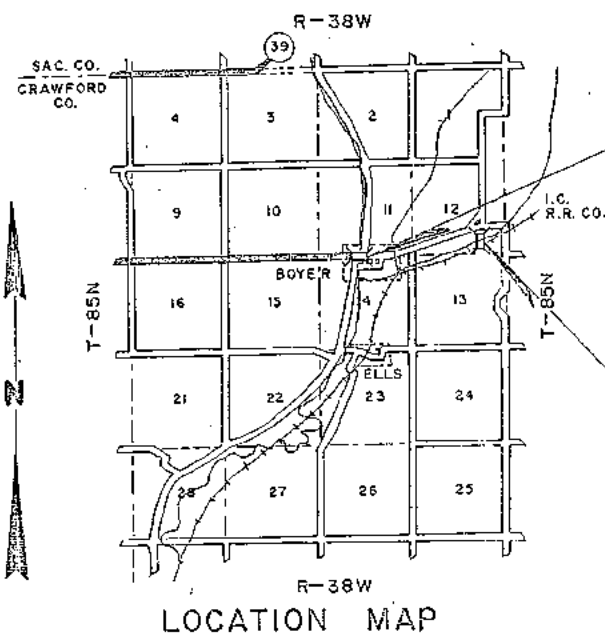 R-38W
39
SAC. CO.
CRAWFORD CO.
4 3 2 1
9 10 11 12
I.C.
R.R. CO.
BOYER
T-85N
16 15 14 13
T-85N
ELLS
21 22 23 24
28 27 26 25
N
R-38W
LOCATION MAP